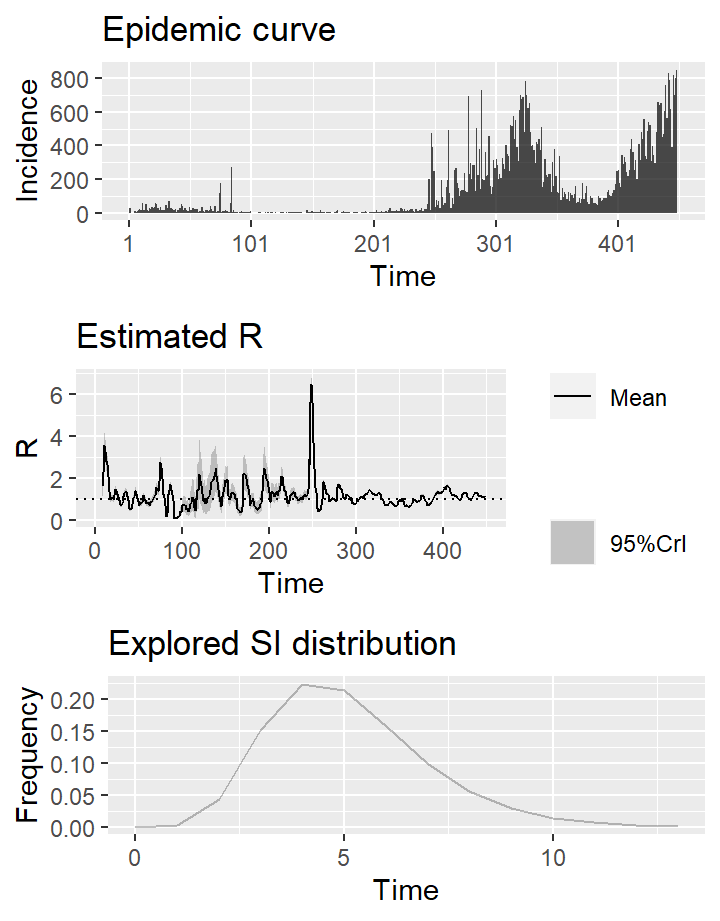 Epidemic curve
Incidence
800
600
400
200
0
1 101 201 301 401
Time
Estimated R
R
6
4
2
0
0 100 200 300 400
Time
Mean
95%CrI
Explored SI distribution
Frequency
0.20
0.15
0.10
0.05
0.00
0 5 10
Time